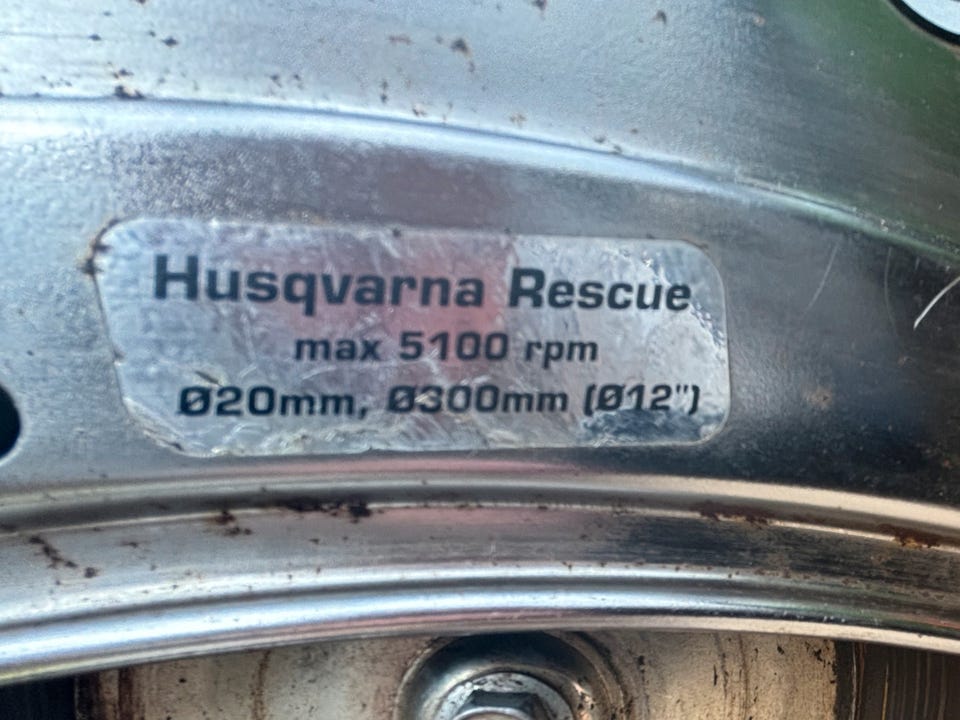 Husqvarna Rescue
max 5100 rpm
Ø20mm, Ø300mm (Ø12")